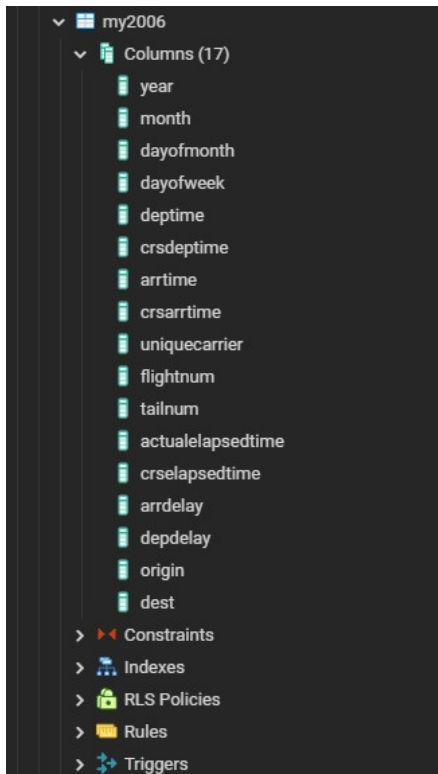 my2006
Columns (17)
year
month
dayofmonth
dayofweek
deptime
crsdeptime
arrtime
crsarrtime
uniquecarrier
flightnum
tailnum
actualelapsedtime
crselapsedtime
arrdelay
depdelay
origin
dest
Constraints
Indexes
RLS Policies
Rules
Triggers